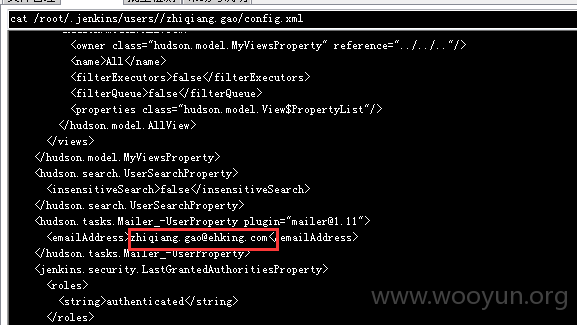 cat /root/.jenkins/users//zhiqiang.gao/config.xml
<owner class="hudson.model.MyViewsProperty" reference="../../.."/>
<name>All</name>
<filterExecutors>false</filterExecutors>
<filterQueue>false</filterQueue>
<properties class="hudson.model.View$PropertyList"/>
</hudson.model.AllView>
</views>
</hudson.model.MyViewsProperty>
<hudson.search.UserSearchProperty>
<insensitiveSearch>false</insensitiveSearch>
</hudson.search.UserSearchProperty>
<hudson.tasks.Mailer_-UserProperty plugin="mailer@1.11">
<emailAddress>zhiqiang.gao@ehking.com</emailAddress>
</hudson.tasks.Mailer_-UserProperty>
<jenkins.security.LastGrantedAuthoritiesProperty>
<roles>
<string>authenticated</string>
</roles>
www.wooyun.org